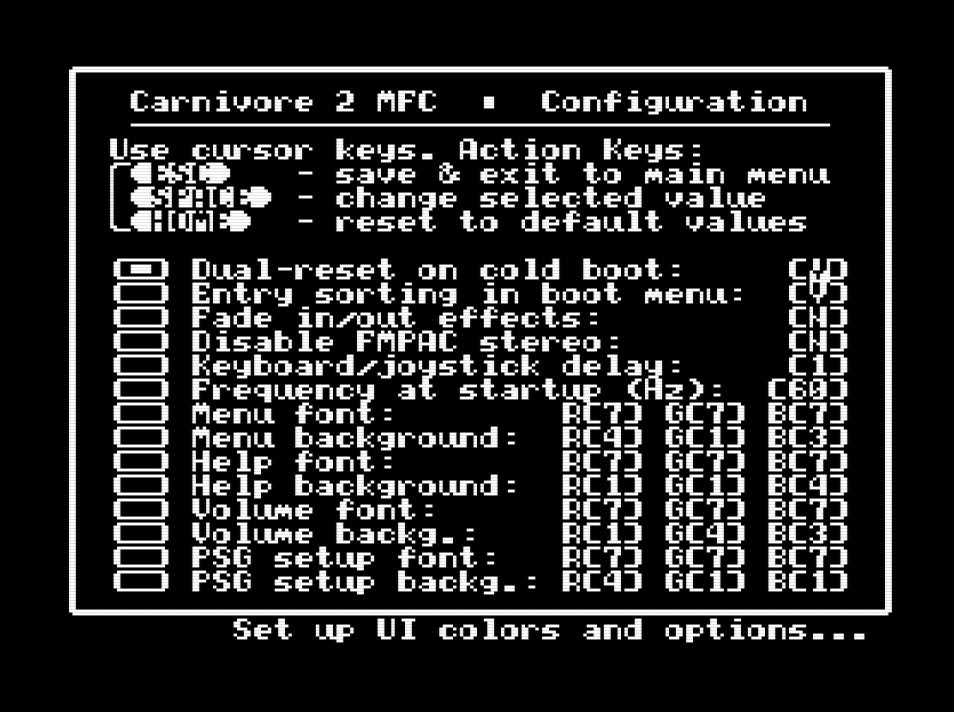 Carnivore 2 MFC ▪ Configuration
Use cursor keys. Action Keys:
- save & exit to main menu
- change selected value
- reset to default values
Dual-reset on cold boot:
Entry sorting in boot menu: [Y]
Fade in/out effects: [N]
Disable FMPAC stereo: [N]
Keyboard/joystick delay: [1]
Frequency at startup (Hz): [60]
Menu font: R[7] G[7] B[7]
Menu background: R[4] G[1] B[3]
Help font: R[7] G[7] B[7]
Help background: R[1] G[1] B[4]
Volume font: R[7] G[7] B[7]
Volume backg.: R[1] G[4] B[3]
PSG setup font: R[7] G[7] B[7]
PSG setup backg.: R[4] G[1] B[1]
Set up UI colors and options...